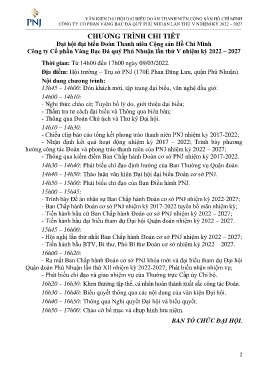 PNJ
VĂN KIỆN ĐẠI HỘI ĐẠI BIỂU ĐOÀN THANH NIÊN CỘNG SẢN HỒ CHÍ MINH
CÔNG TY CỔ PHẦN VÀNG BẠC ĐÁ QUÝ PHÚ NHUẬN LẦN THỨ V NHIỆM KỲ 2022 – 2027
CHƯƠNG TRÌNH CHI TIẾT
Đại hội đại biểu Đoàn Thanh niên Cộng sản Hồ Chí Minh
Công ty Cổ phần Vàng Bạc Đá quý Phú Nhuận lần thứ V nhiệm kỳ 2022 – 2027
Thời gian: Từ 14h00 đến 17h00 ngày 09/03/2022.
Địa điểm: Hội trường – Trụ sở PNJ (170E Phan Đăng Lưu, quận Phú Nhuận).
Nội dung chương trình:
13h45 – 14h00: Đón khách mời, tập trung đại biểu, văn nghệ đầu giờ.
14h00 – 14h10:
- Nghi thức chào cờ; Tuyên bố lý do, giới thiệu đại biểu;
- Thẩm tra tư cách đại biểu và Thông qua biên bản;
- Thông qua Đoàn Chủ tịch và Thư ký Đại hội;
14h10 – 14h30:
- Chiếu clip báo cáo tổng kết phong trào thanh niên PNJ nhiệm kỳ 2017-2022;
- Nhận định kết quả hoạt động nhiệm kỳ 2017 – 2022; Trình bày phương
hướng công tác Đoàn và phong trào thanh niên của PNJ nhiệm kỳ 2022 – 2027;
- Thông qua kiểm điểm Ban Chấp hành Đoàn cơ sở PNJ nhiệm kỳ 2017-2022.
14h30 – 14h40: Phát biểu chỉ đạo định hướng của Ban Thường vụ Quận đoàn.
14h40 – 14h50: Thảo luận văn kiện Đại hội đại biểu Đoàn cơ sở PNJ.
14h50 – 15h00: Phát biểu chỉ đạo của Ban Điều hành PNJ.
15h00 – 15h45:
- Trình bày Đề án nhân sự Ban Chấp hành Đoàn cơ sở PNJ nhiệm kỳ 2022-2027;
- Ban Chấp hành Đoàn cơ sở PNJ nhiệm kỳ 2017-2022 tuyên bố mãn nhiệm kỳ;
- Tiến hành bầu cử Ban Chấp hành Đoàn cơ sở PNJ nhiệm kỳ 2022 – 2027;
- Tiến hành bầu đại biểu tham dự Đại hội Quận đoàn nhiệm kỳ 2022 – 2027.
15h45 – 16h00:
- Hội nghị lần thứ nhất Ban Chấp hành Đoàn cơ sở PNJ nhiệm kỳ 2022 – 2027;
- Tiến hành bầu BTV, Bí thư, Phó Bí thư Đoàn cơ sở nhiệm kỳ 2022 – 2027.
16h00 – 16h20:
- Ra mắt Ban Chấp hành Đoàn cơ sở PNJ khóa mới và đại biểu tham dự Đại hội
Quận đoàn Phú Nhuận lần thứ XII nhiệm kỳ 2022-2027; Phát biểu nhận nhiệm vụ;
- Phát biểu chỉ đạo và giao nhiệm vụ của Thường trực Cấp ủy Chi bộ.
16h20 – 16h30: Khen thưởng tập thể, cá nhân hoàn thành xuất sắc công tác Đoàn.
16h30 – 16h40: Biểu quyết thông qua các nội dung của văn kiện Đại hội.
16h40 – 16h50: Thông qua Nghị quyết Đại hội và biểu quyết.
16h50 – 17h00: Chào cờ bế mạc và chụp hình lưu niệm.
BAN TỔ CHỨC ĐẠI HỘI.
2